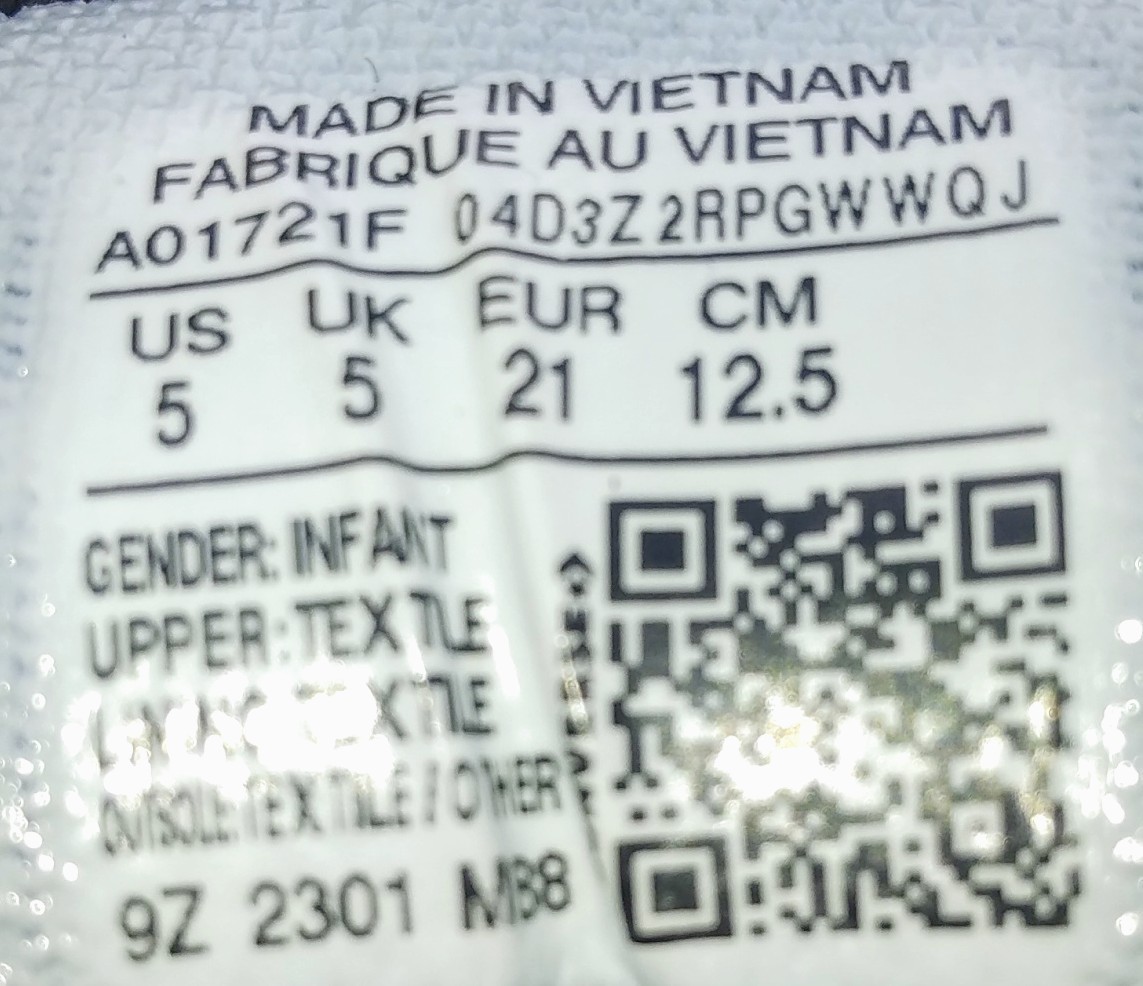 MADE IN VIETNAM
FABRIQUE AU VIETNAM
A01721F 04D3Z2RPGWWQJ
US UK EUR CM
5 5 21 12.5
GENDER: INFANT
UPPER: TEXTILE
TEXTILE
OUTSOLE: TEXTILE / OTHER
9Z 2301 MB8